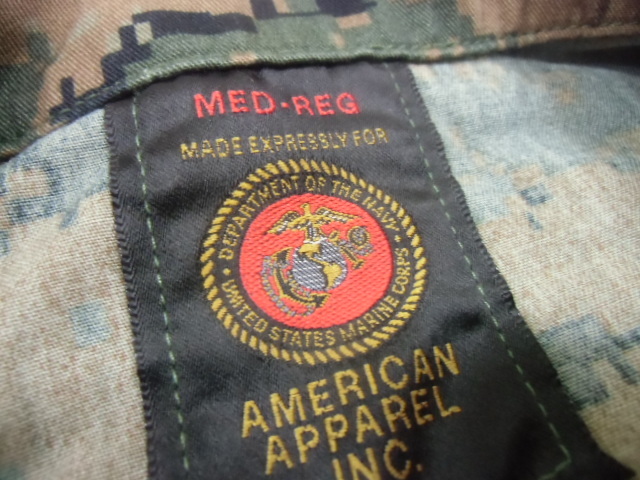 MED-REG
MADE EXPRESSLY FOR
DEPARTMENT OF THE NAVY
UNITED STATES MARINE CORPS
AMERICAN
APPAREL
INC.